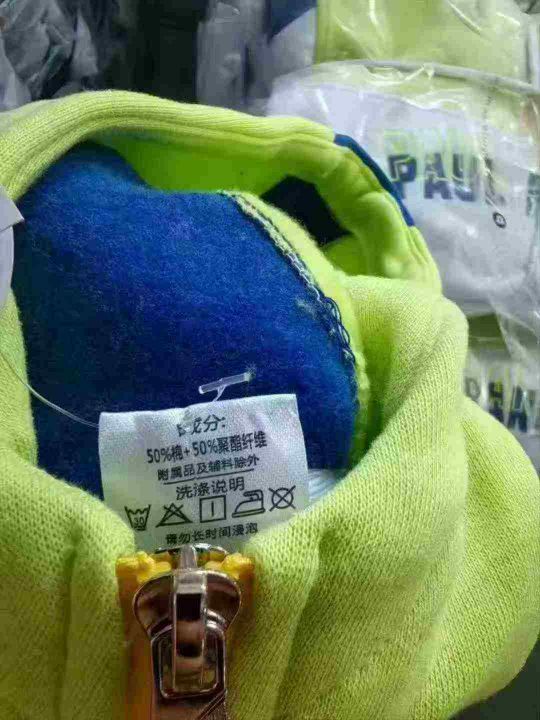 PAU
成分:
50%棉+50%聚酯纤维
附属品及辅料除外
洗涤说明
请勿长时间浸泡